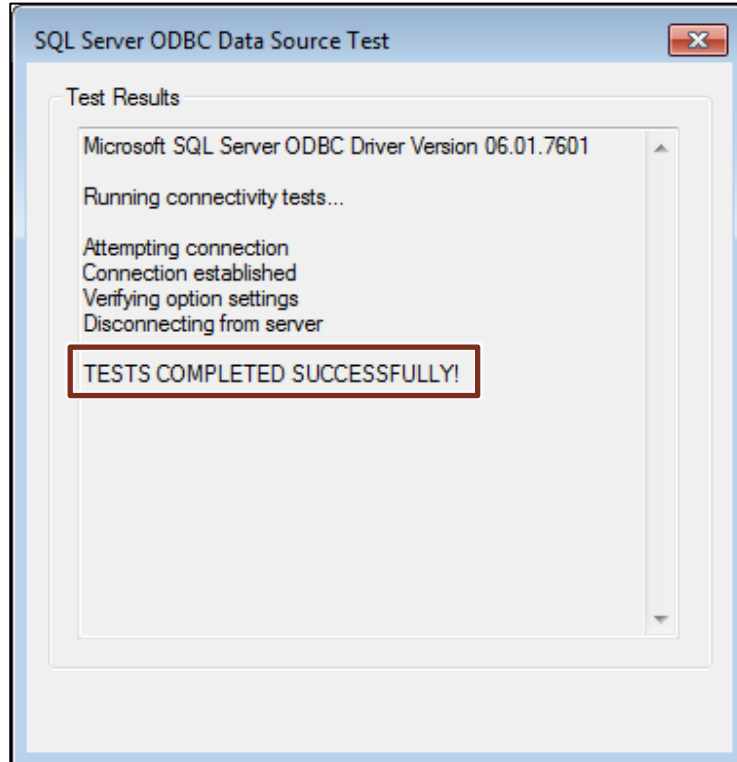 SQL Server ODBC Data Source Test
Test Results
Microsoft SQL Server ODBC Driver Version 06.01.7601
Running connectivity tests...
Attempting connection
Connection established
Verifying option settings
Disconnecting from server
TESTS COMPLETED SUCCESSFULLY!